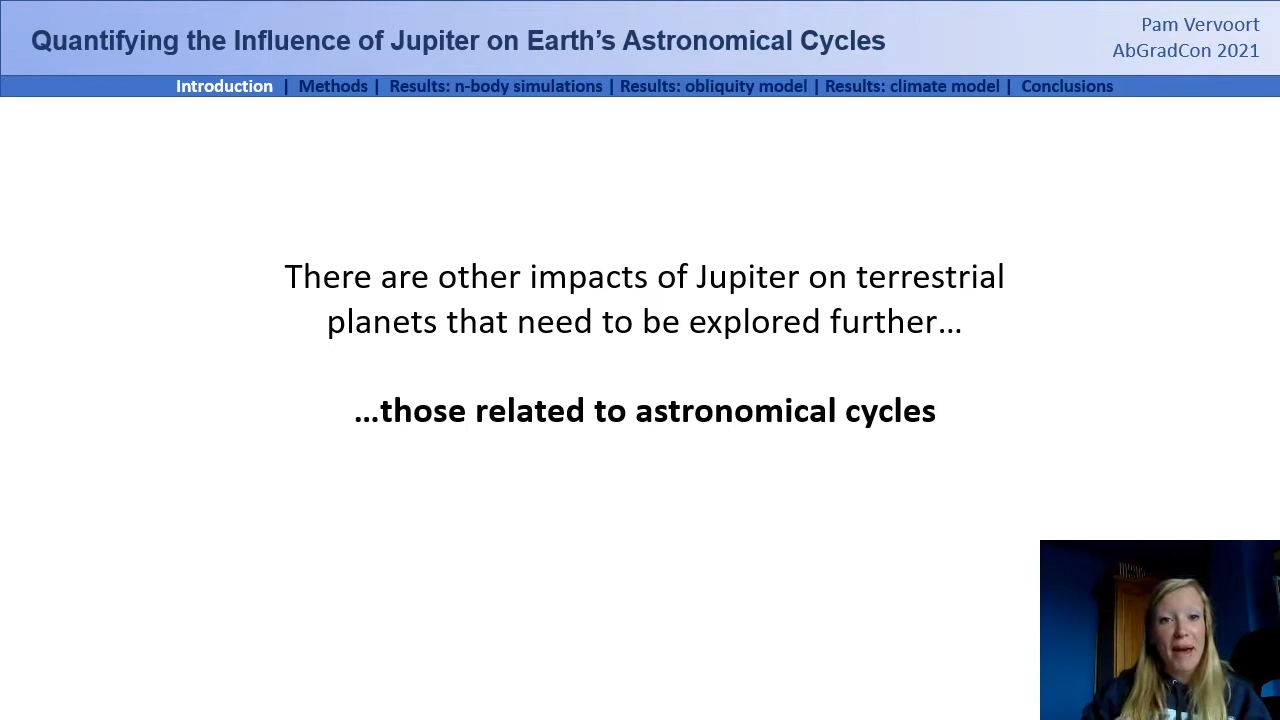 Quantifying the Influence of Jupiter on Earth’s Astronomical Cycles
Pam Vervoort
AbGradCon 2021
Introduction | Methods | Results: n-body simulations | Results: obliquity model | Results: climate model | Conclusions
There are other impacts of Jupiter on terrestrial
planets that need to be explored further…
…those related to astronomical cycles